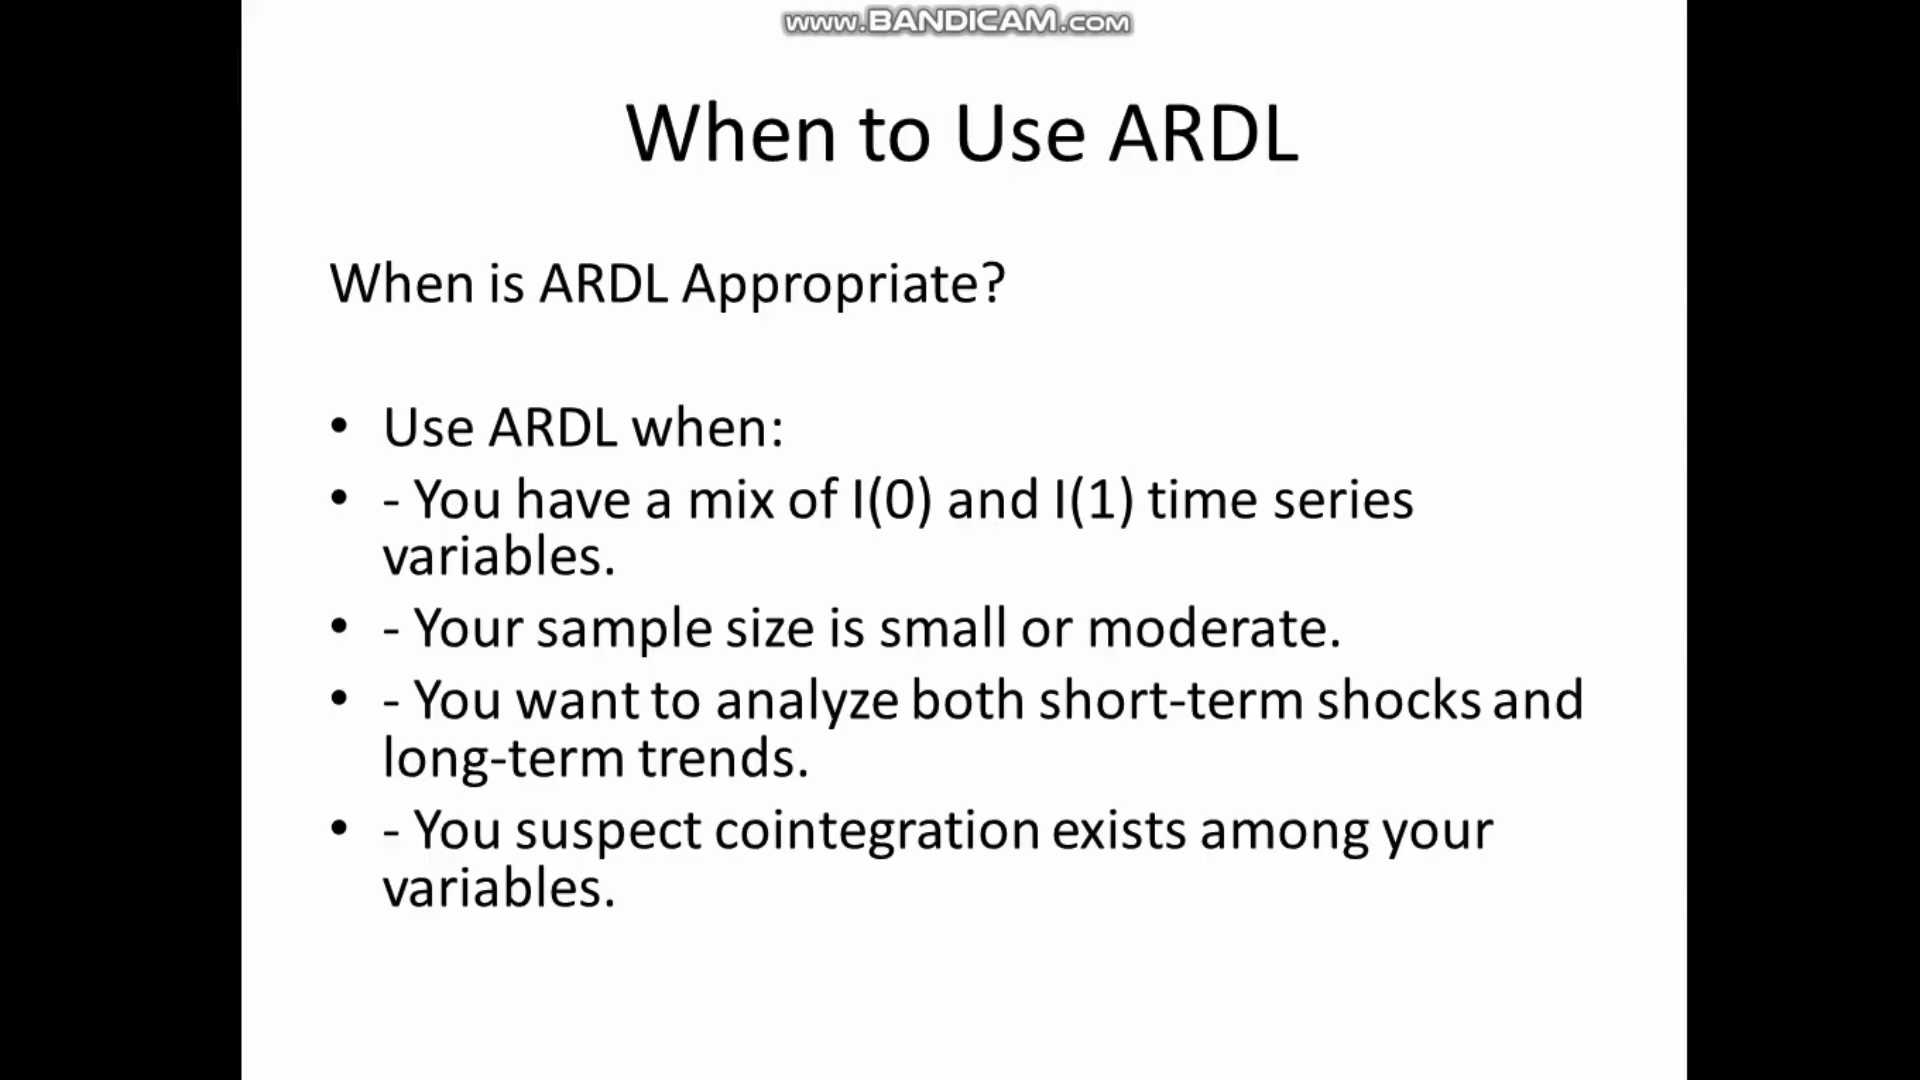 www.BANDICAM.com
When to Use ARDL
When is ARDL Appropriate?
• Use ARDL when:
• - You have a mix of I(0) and I(1) time series
variables.
• - Your sample size is small or moderate.
• - You want to analyze both short-term shocks and
long-term trends.
• - You suspect cointegration exists among your
variables.